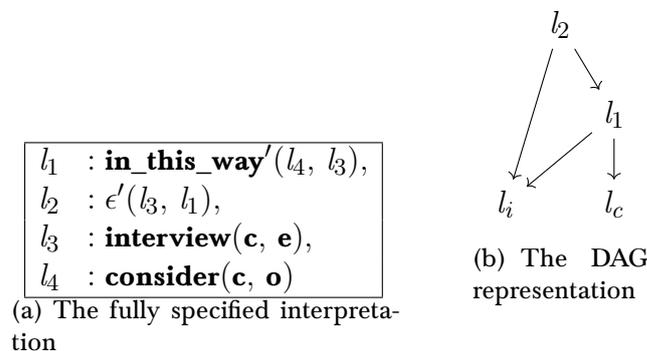 l₁ : in_this_way′(l₄, l₃),
l₂ : ϵ′(l₃, l₁),
l₃ : interview(c, e),
l₄ : consider(c, o)
(a) The fully specified interpreta-
tion
l₂
l₁
lᵢ l_c
(b) The DAG
representation